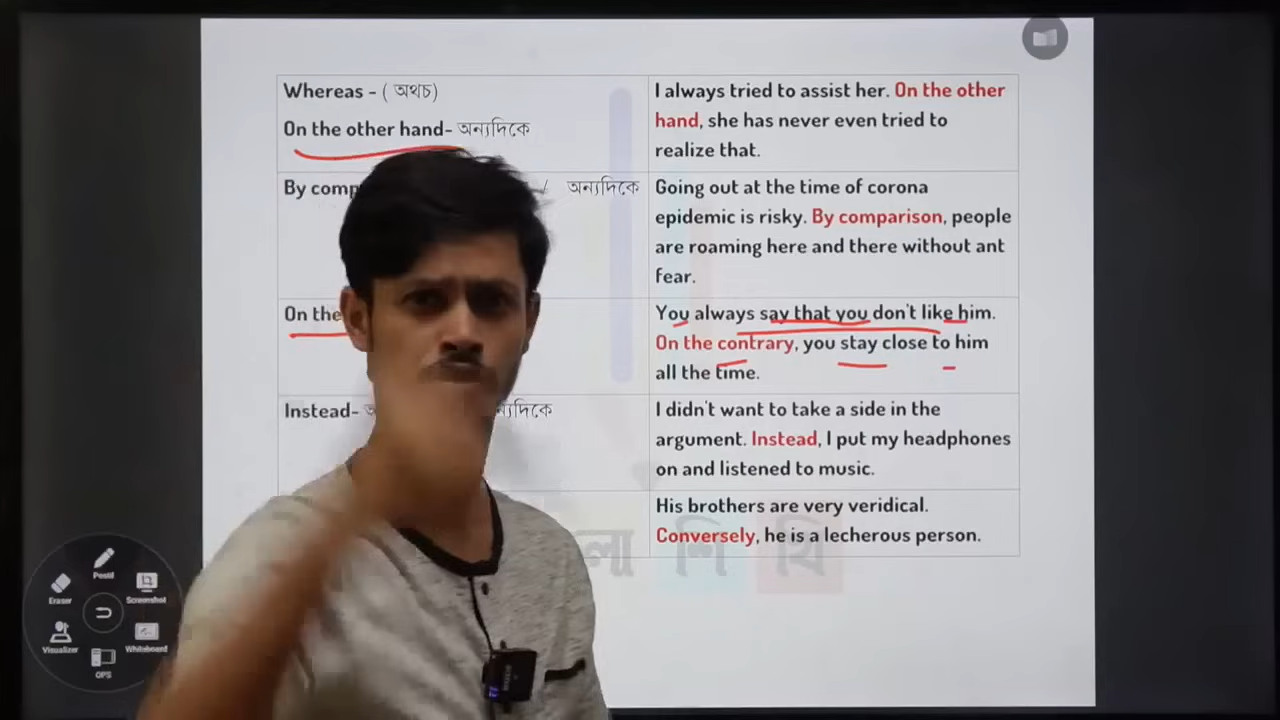 Whereas - ( অথচ)
On the other hand- অন্যদিকে
I always tried to assist her. On the other
hand, she has never even tried to
realize that.
By comp / অন্যদিকে
Going out at the time of corona
epidemic is risky. By comparison, people
are roaming here and there without ant
fear.
On the
You always say that you don't like him.
On the contrary, you stay close to him
all the time.
Instead-
I didn't want to take a side in the
argument. Instead, I put my headphones
on and listened to music.
His brothers are very veridical.
Conversely, he is a lecherous person.
লো শি খি
Pencil
Eraser
Screenshot
Visualizer
Whiteboard
OPS